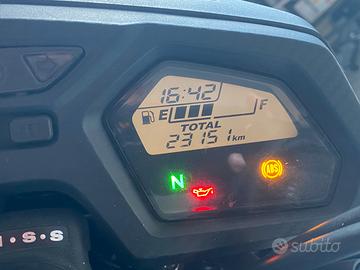 16:42
E F
TOTAL
23151 km
N
ABS
I·S·S
subito